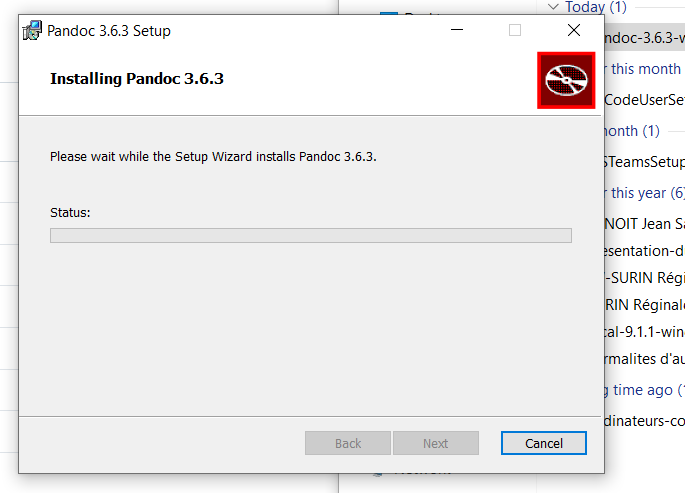 Today (1)
Pandoc 3.6.3 Setup
ndoc-3.6.3-w
Installing Pandoc 3.6.3
r this month
CodeUserSe
month (1)
Please wait while the Setup Wizard installs Pandoc 3.6.3.
STeamsSetup
r this year (6)
Status:
NOIT Jean Sa
esentation-d
-SURIN Régi
RIN Réginale
cal-9.1.1-wind
rmalites d'au
g time ago (1
dinateurs-co
Back
Next
Cancel